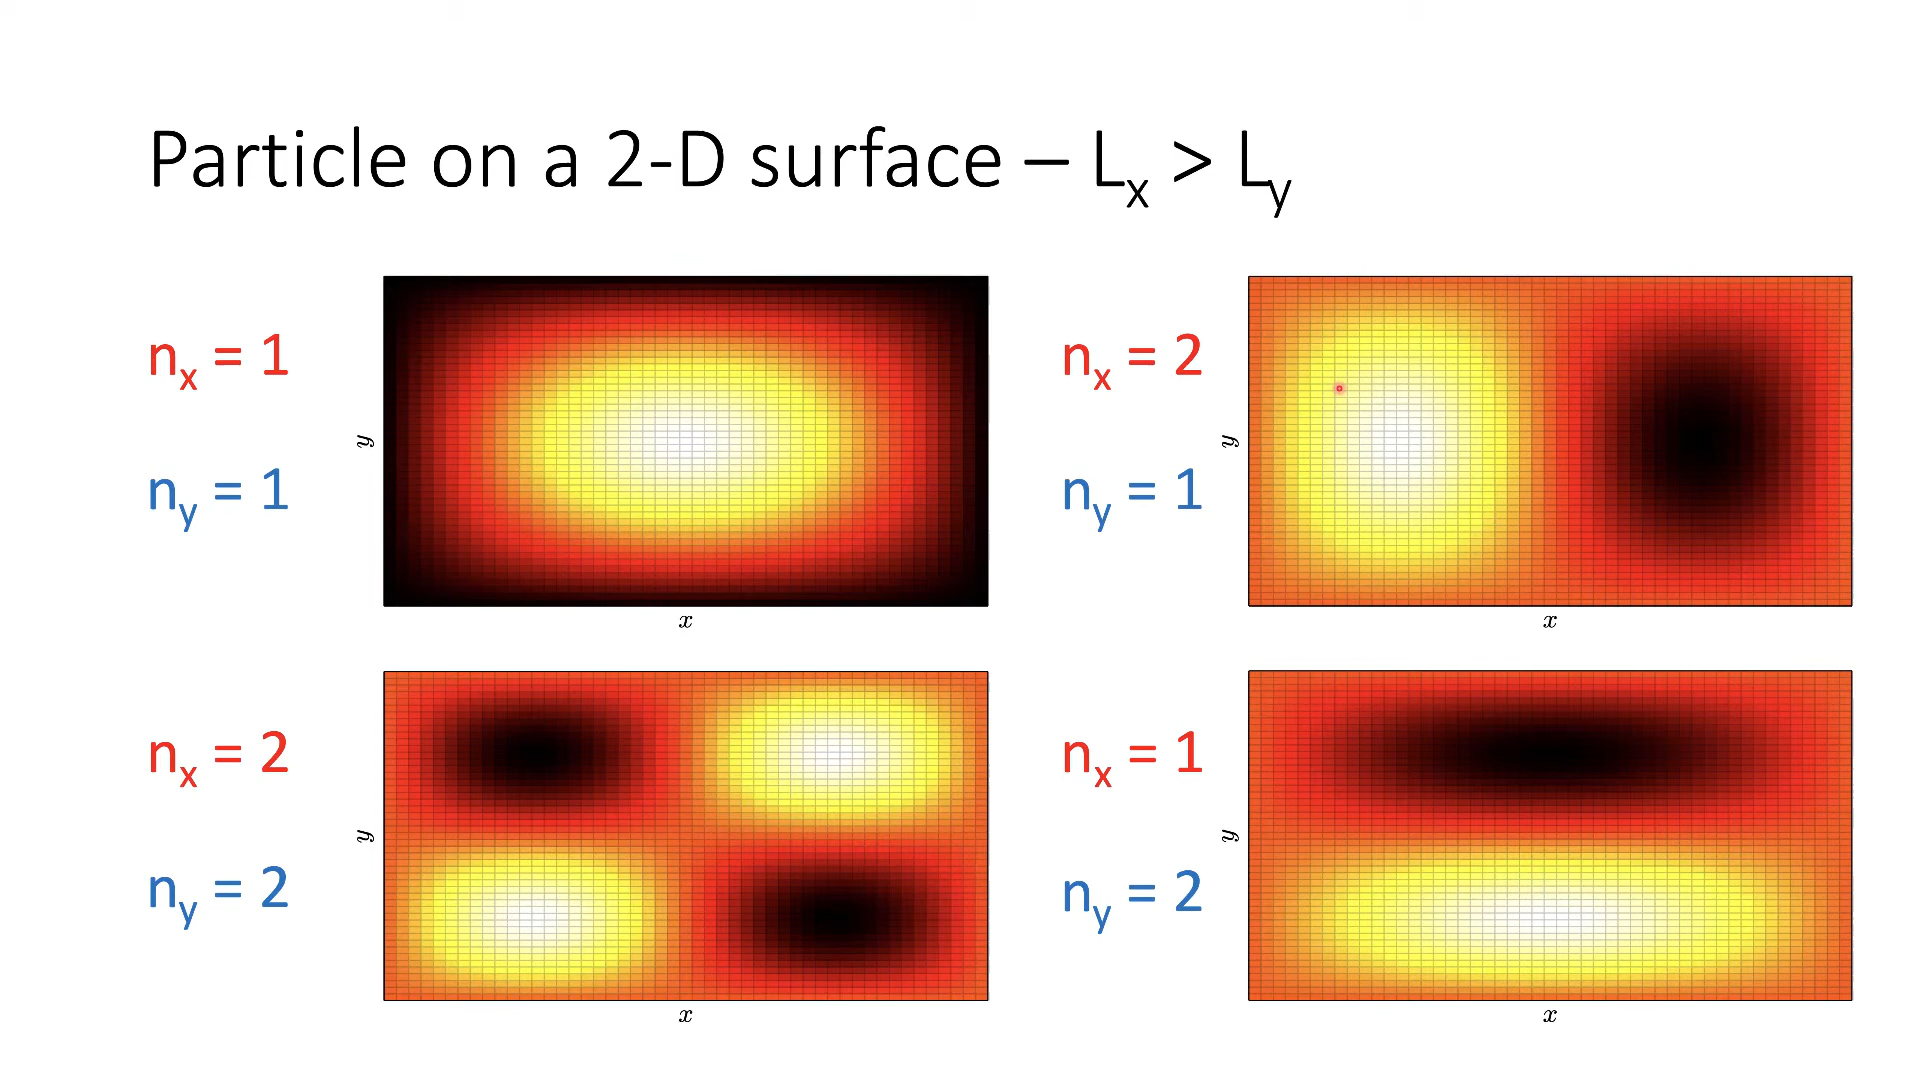 Particle on a 2-D surface – Lx > Ly
nx = 1
ny = 1
y
x
nx = 2
ny = 1
y
x
nx = 2
ny = 2
y
x
nx = 1
ny = 2
y
x